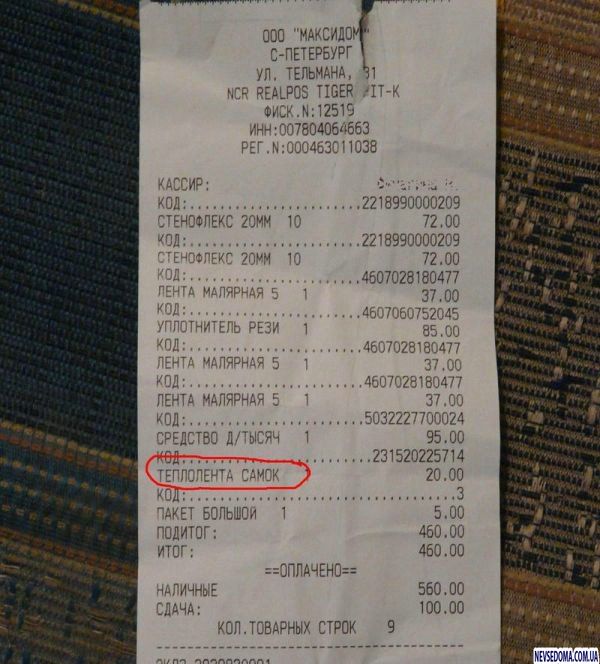 ООО "МАКСИДОМ"
С-ПЕТЕРБУРГ
УЛ. ТЕЛЬМАНА, 31
NCR REALPOS TIGER FIT-K
ФИСК.N:12519
ИНН:007804064663
РЕГ.N:000463011038
КАССИР:
КОД:.....................2218990000209
СТЕНОФЛЕКС 20ММ 10 72.00
КОД:.....................2218990000209
СТЕНОФЛЕКС 20ММ 10 72.00
КОД:.....................4607028180477
ЛЕНТА МАЛЯРНАЯ 5 1 37.00
КОД:.....................4607060752045
УПЛОТНИТЕЛЬ РЕЗИ 1 85.00
КОД:.....................4607028180477
ЛЕНТА МАЛЯРНАЯ 5 1 37.00
КОД:.....................4607028180477
ЛЕНТА МАЛЯРНАЯ 5 1 37.00
КОД:.....................5032227700024
СРЕДСТВО Д/ТЫСЯЧ 1 95.00
КОД:......................231520225714
ТЕПЛОЛЕНТА САМОК 20.00
КОД:.................................3
ПАКЕТ БОЛЬШОЙ 1 5.00
ПОДИТОГ: 460.00
ИТОГ: 460.00
==ОПЛАЧЕНО==
НАЛИЧНЫЕ 560.00
СДАЧА: 100.00
КОЛ.ТОВАРНЫХ СТРОК 9
NEVSEDOMA.COM.UA